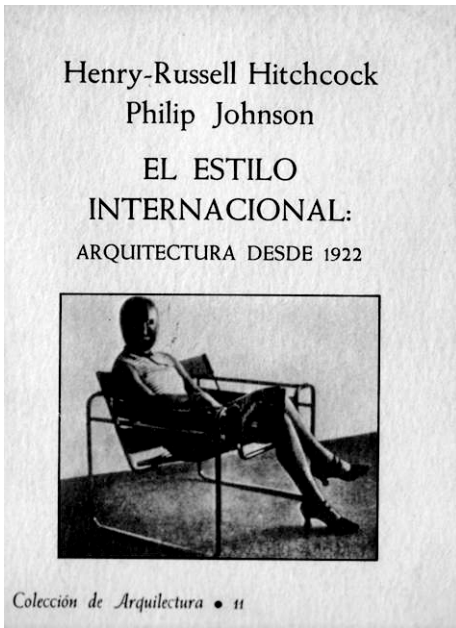 Henry-Russell Hitchcock
Philip Johnson
EL ESTILO
INTERNACIONAL:
ARQUITECTURA DESDE 1922
Colección de Arquitectura • 11